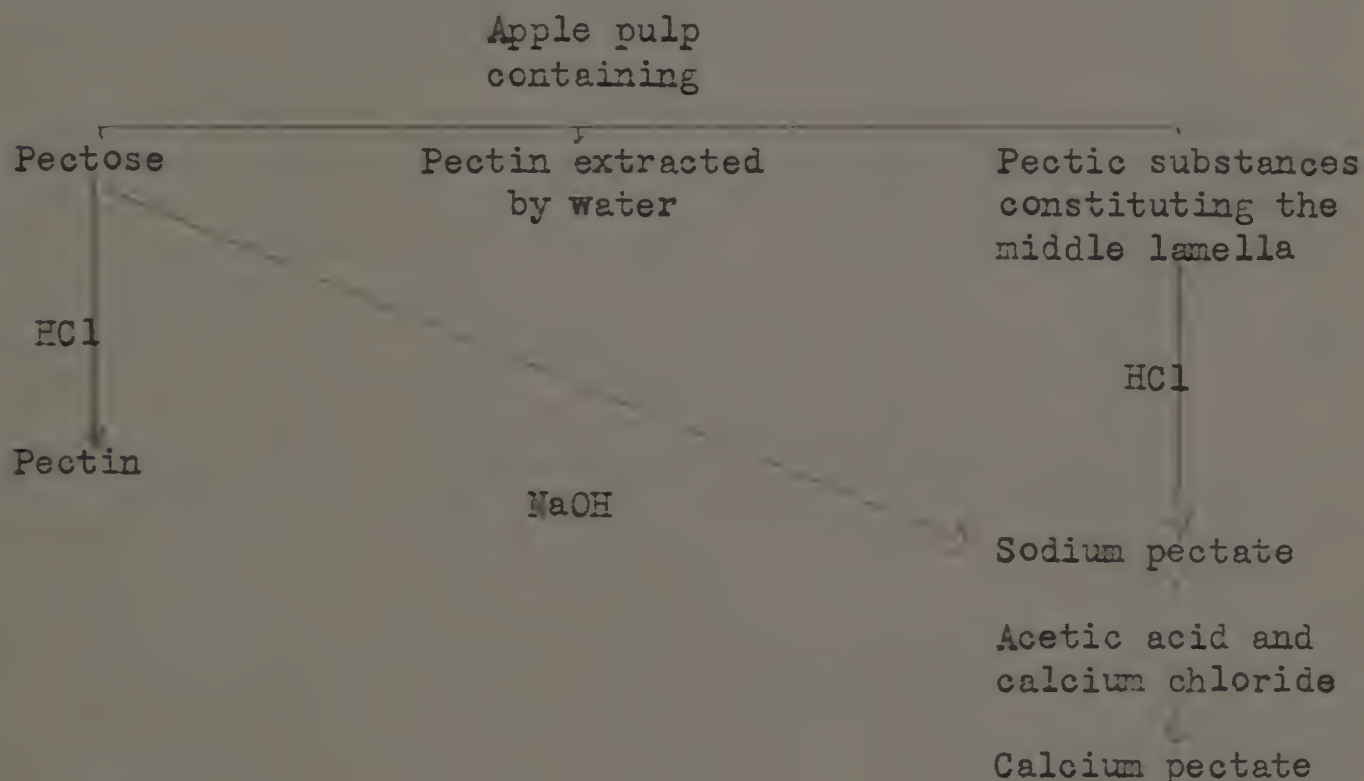 Apple pulp
containing
Pectose
Pectin extracted
by water
Pectic substances
constituting the
middle lamella
HCl
HCl
Pectin
NaOH
Sodium pectate
Acetic acid and
calcium chloride
Calcium pectate